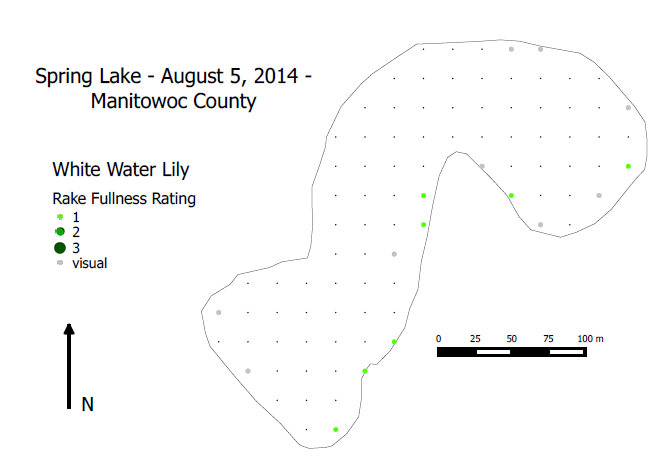 Spring Lake - August 5, 2014 -
Manitowoc County
White Water Lily
Rake Fullness Rating
1
2
3
visual
0 25 50 75 100 m
N